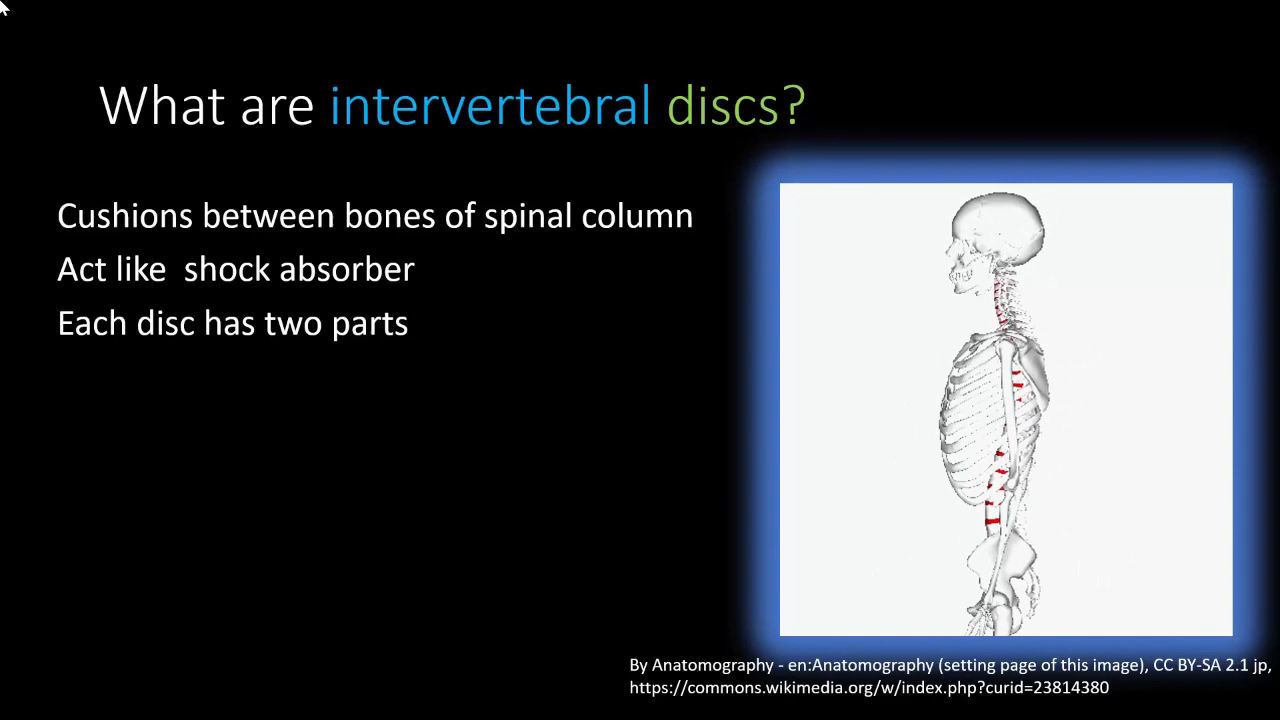 What are intervertebral discs?
Cushions between bones of spinal column
Act like  shock absorber
Each disc has two parts
By Anatomography - en:Anatomography (setting page of this image), CC BY-SA 2.1 jp,
https://commons.wikimedia.org/w/index.php?curid=23814380